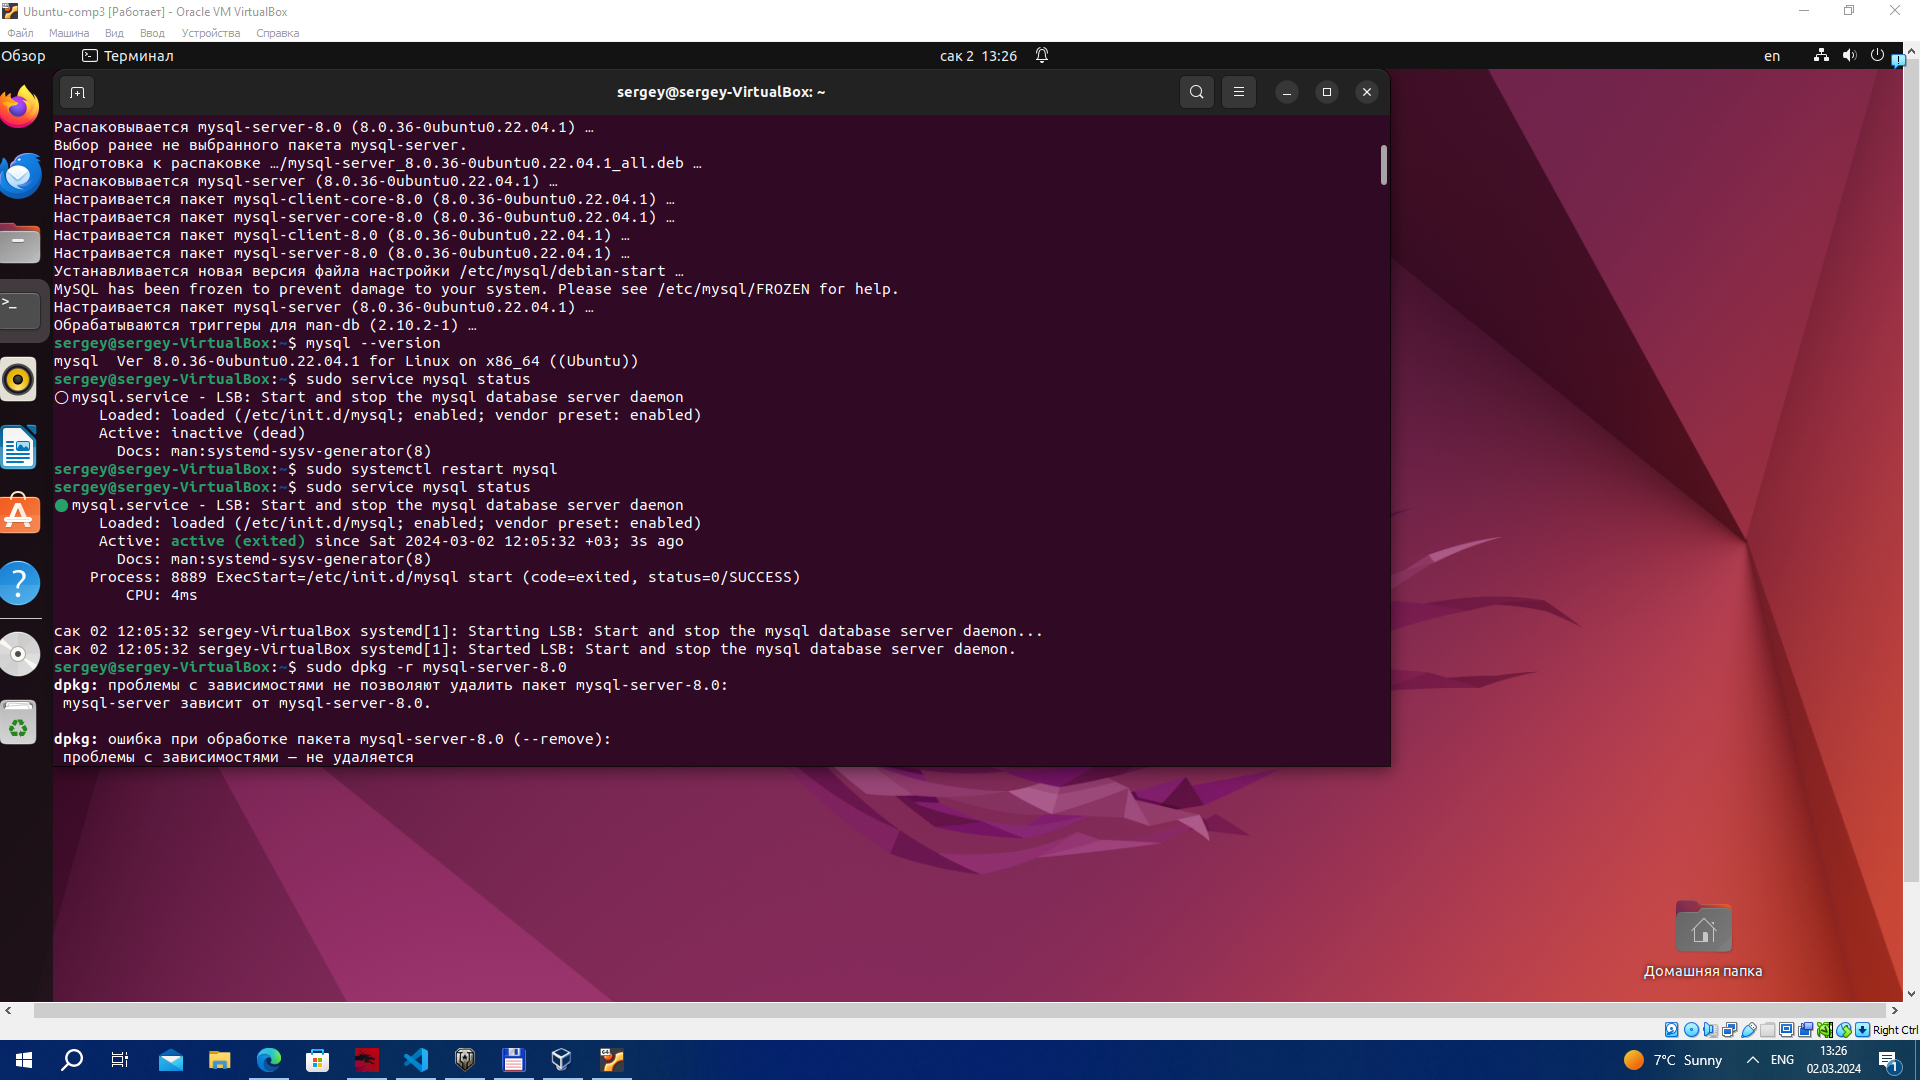 Ubuntu-comp3 [Работает] - Oracle VM VirtualBox
Файл Машина Вид Ввод Устройства Справка
Обзор Терминал сак 2 13:26 en
sergey@sergey-VirtualBox: ~
Распаковывается mysql-server-8.0 (8.0.36-0ubuntu0.22.04.1) …
Выбор ранее не выбранного пакета mysql-server.
Подготовка к распаковке …/mysql-server_8.0.36-0ubuntu0.22.04.1_all.deb …
Распаковывается mysql-server (8.0.36-0ubuntu0.22.04.1) …
Настраивается пакет mysql-client-core-8.0 (8.0.36-0ubuntu0.22.04.1) …
Настраивается пакет mysql-server-core-8.0 (8.0.36-0ubuntu0.22.04.1) …
Настраивается пакет mysql-client-8.0 (8.0.36-0ubuntu0.22.04.1) …
Настраивается пакет mysql-server-8.0 (8.0.36-0ubuntu0.22.04.1) …
Устанавливается новая версия файла настройки /etc/mysql/debian-start …
MySQL has been frozen to prevent damage to your system. Please see /etc/mysql/FROZEN for help.
Настраивается пакет mysql-server (8.0.36-0ubuntu0.22.04.1) …
Обрабатываются триггеры для man-db (2.10.2-1) …
sergey@sergey-VirtualBox:~$ mysql --version
mysql  Ver 8.0.36-0ubuntu0.22.04.1 for Linux on x86_64 ((Ubuntu))
sergey@sergey-VirtualBox:~$ sudo service mysql status
○ mysql.service - LSB: Start and stop the mysql database server daemon
Loaded: loaded (/etc/init.d/mysql; enabled; vendor preset: enabled)
Active: inactive (dead)
Docs: man:systemd-sysv-generator(8)
sergey@sergey-VirtualBox:~$ sudo systemctl restart mysql
sergey@sergey-VirtualBox:~$ sudo service mysql status
● mysql.service - LSB: Start and stop the mysql database server daemon
Loaded: loaded (/etc/init.d/mysql; enabled; vendor preset: enabled)
Active: active (exited) since Sat 2024-03-02 12:05:32 +03; 3s ago
Docs: man:systemd-sysv-generator(8)
Process: 8889 ExecStart=/etc/init.d/mysql start (code=exited, status=0/SUCCESS)
CPU: 4ms
сак 02 12:05:32 sergey-VirtualBox systemd[1]: Starting LSB: Start and stop the mysql database server daemon...
сак 02 12:05:32 sergey-VirtualBox systemd[1]: Started LSB: Start and stop the mysql database server daemon.
sergey@sergey-VirtualBox:~$ sudo dpkg -r mysql-server-8.0
dpkg: проблемы с зависимостями не позволяют удалить пакет mysql-server-8.0:
mysql-server зависит от mysql-server-8.0.
dpkg: ошибка при обработке пакета mysql-server-8.0 (--remove):
проблемы с зависимостями — не удаляется
Домашняя папка
Right Ctrl
7°C Sunny ENG 13:26
02.03.2024
1